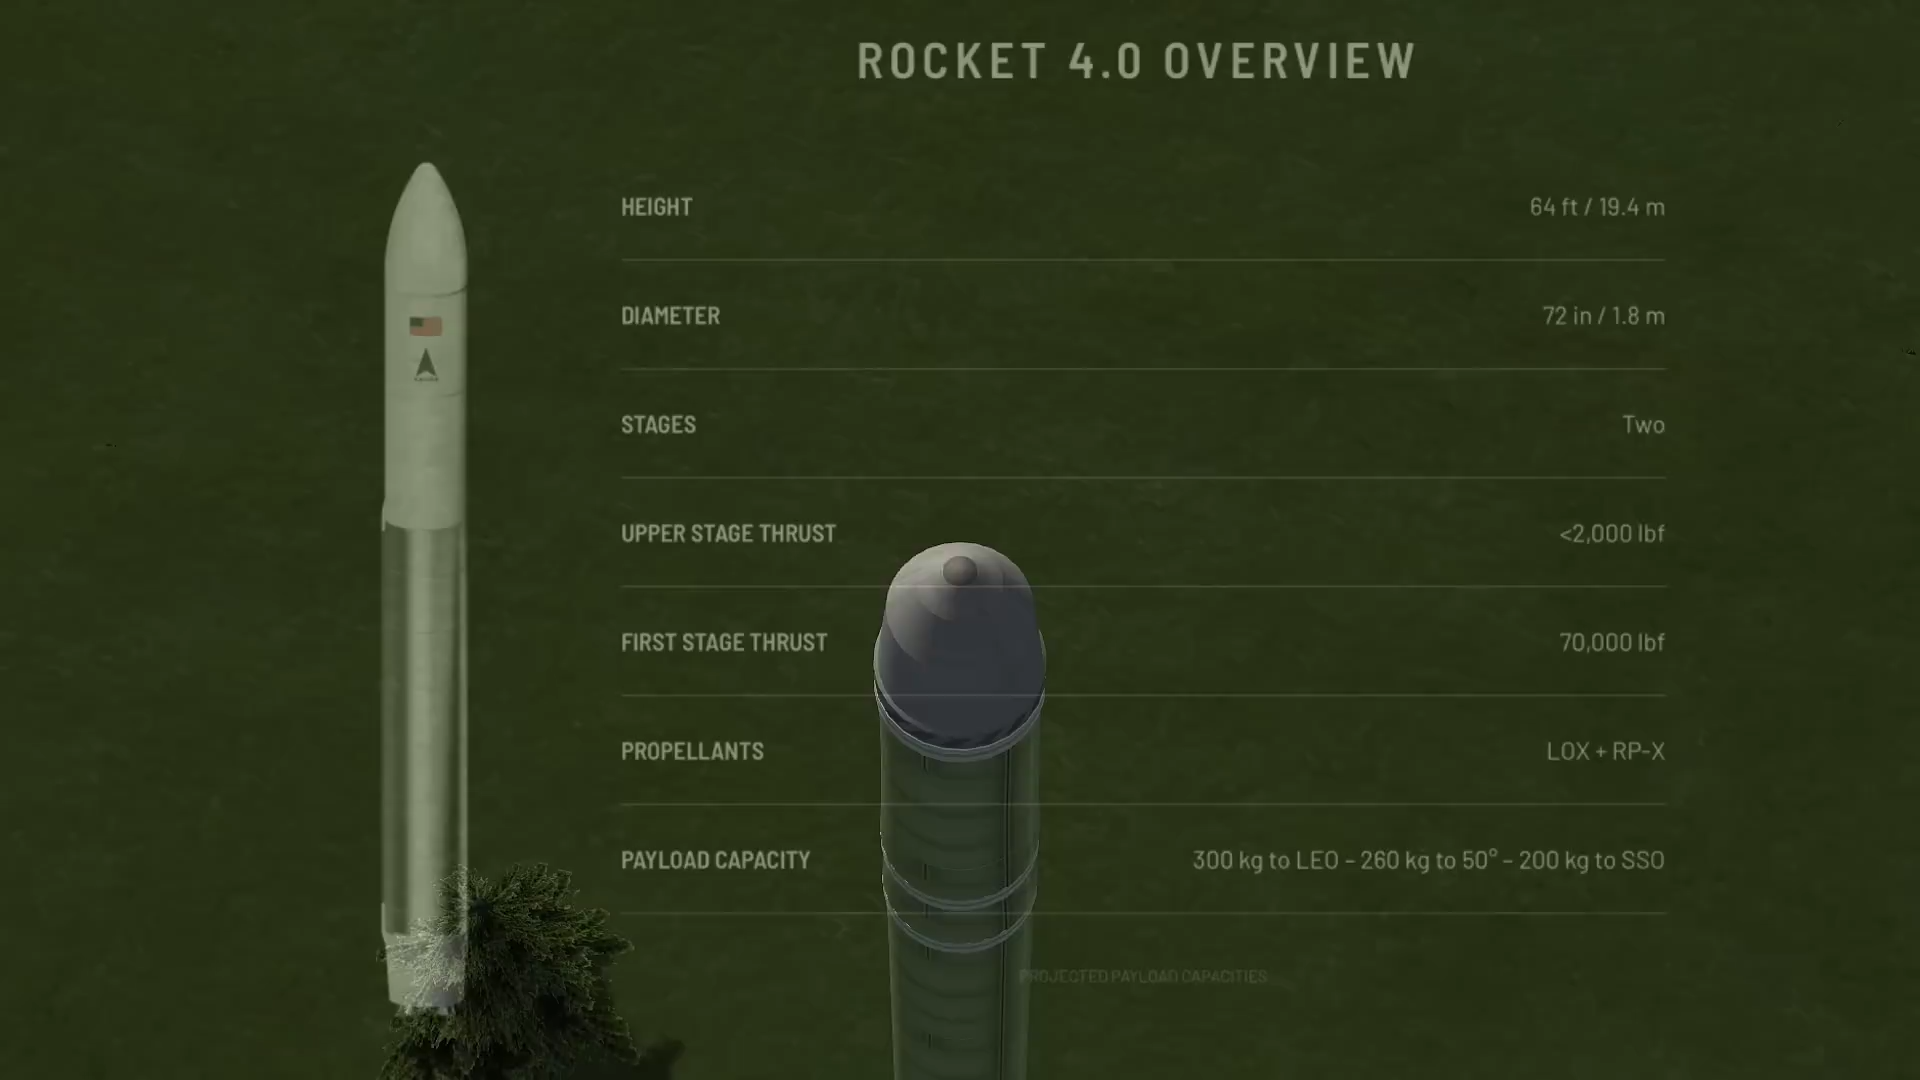 ROCKET 4.0 OVERVIEW
HEIGHT 64 ft / 19.4 m
DIAMETER 72 in / 1.8 m
STAGES Two
UPPER STAGE THRUST <2,000 lbf
FIRST STAGE THRUST 70,000 lbf
PROPELLANTS LOX + RP-X
PAYLOAD CAPACITY 300 kg to LEO – 260 kg to 50° – 200 kg to SSO
PROJECTED PAYLOAD CAPACITIES